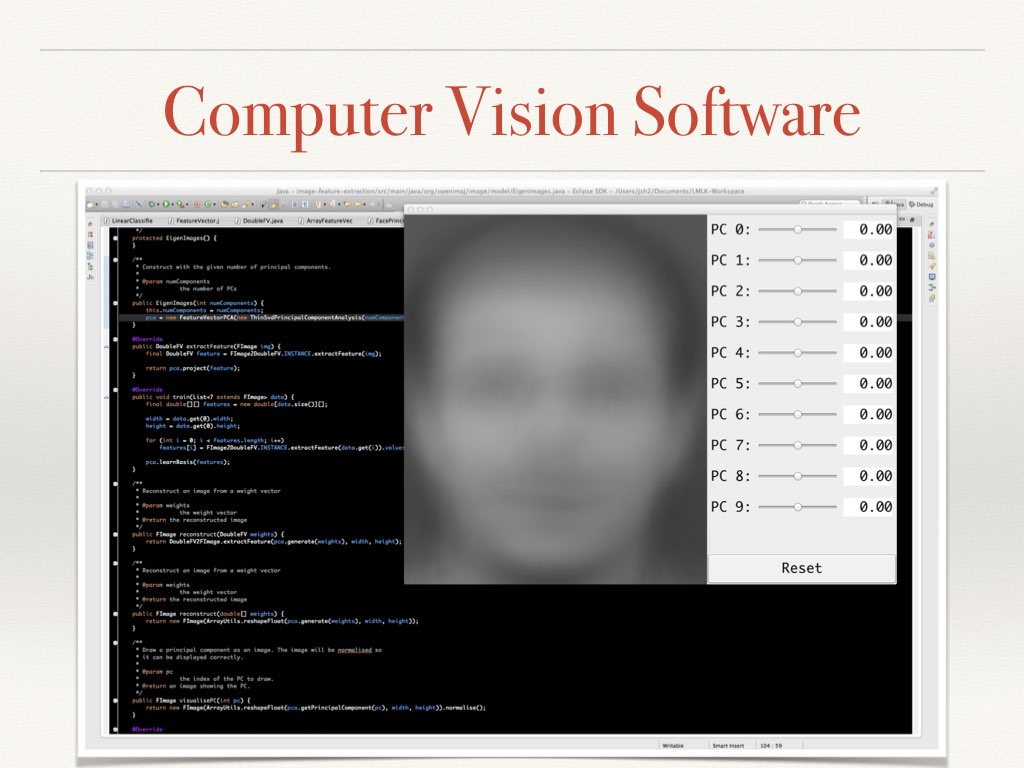 Computer Vision Software
Java - image-feature-extraction/src/main/java/org/openimaj/image/model/EigenImages.java - Eclipse SDK - /Users/jsh2/Documents/LMLK-Workspace
Quick Access
Java
Debug
LinearClassifie
FeatureVector.j
DoubleFV.java
ArrayFeatureVec
FacePrinc
*/
protected EigenImages() {
}
/**
* Construct with the given number of principal components.
*
* @param numComponents
* the number of PCs
*/
public EigenImages(int numComponents) {
this.numComponents = numComponents;
pca = new FeatureVectorPCA(new ThinSvdPrincipalComponentAnalysis(numComponent
}
@Override
public DoubleFV extractFeature(FImage img) {
final DoubleFV feature = FImage2DoubleFV.INSTANCE.extractFeature(img);
return pca.project(feature);
}
@Override
public void train(List<? extends FImage> data) {
final double[][] features = new double[data.size()][];
width = data.get(0).width;
height = data.get(0).height;
for (int i = 0; i < features.length; i++)
features[i] = FImage2DoubleFV.INSTANCE.extractFeature(data.get(i)).values
pca.learnBasis(features);
}
/**
* Reconstruct an image from a weight vector
*
* @param weights
* the weight vector
* @return the reconstructed image
*/
public FImage reconstruct(DoubleFV weights) {
return DoubleFV2FImage.extractFeature(pca.generate(weights), width, height);
}
/**
* Reconstruct an image from a weight vector
*
* @param weights
* the weight vector
* @return the reconstructed image
*/
public FImage reconstruct(double[] weights) {
return new FImage(ArrayUtils.reshapeFloat(pca.generate(weights), width, height));
}
/**
* Draw a principal component as an image. The image will be normalised so
* it can be displayed correctly.
*
* @param pc
* the index of the PC to draw.
* @return an image showing the PC.
*/
public FImage visualisePC(int pc) {
return new FImage(ArrayUtils.reshapeFloat(pca.getPrincipalComponent(pc), width, height)).normalise();
}
@Override
PC 0: 0.00
PC 1: 0.00
PC 2: 0.00
PC 3: 0.00
PC 4: 0.00
PC 5: 0.00
PC 6: 0.00
PC 7: 0.00
PC 8: 0.00
PC 9: 0.00
Reset
Writable
Smart Insert
104 : 59